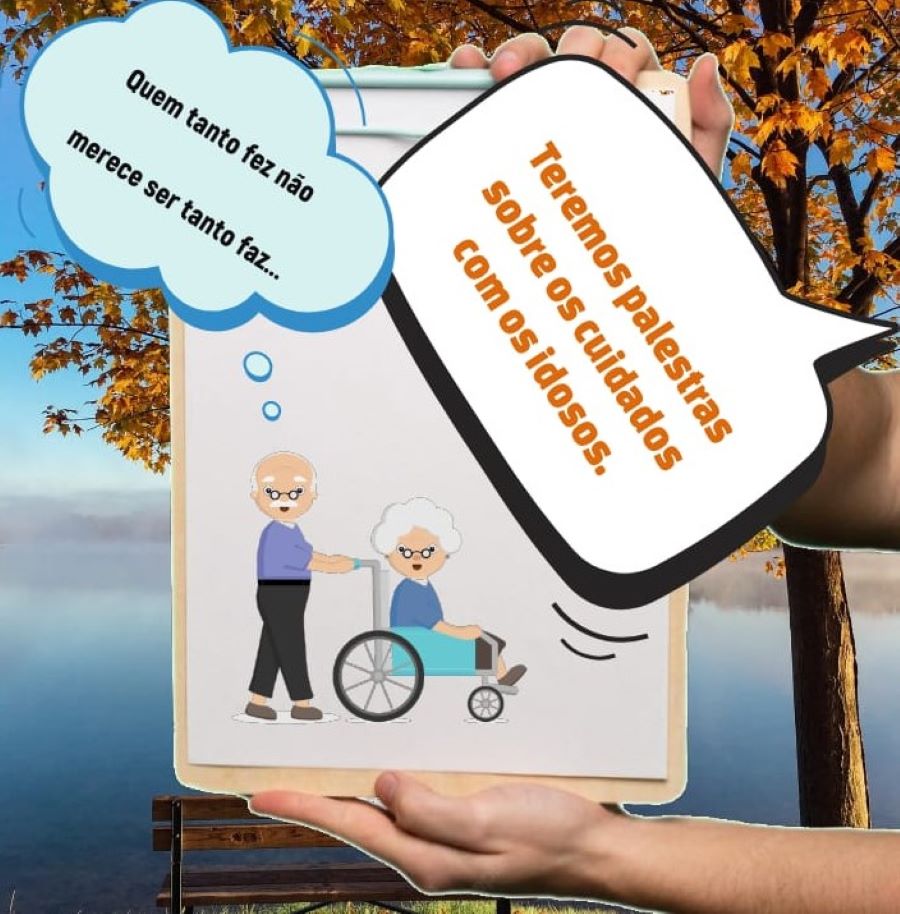 Quem tanto fez não
merece ser tanto faz...
Teremos palestras
sobre os cuidados
com os idosos.